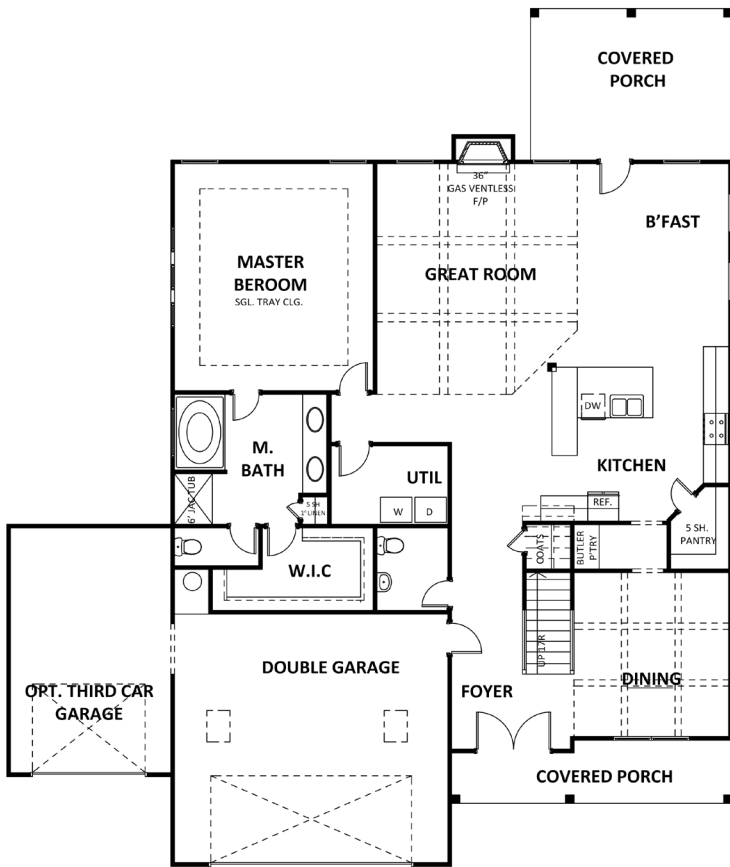 COVERED
PORCH
36"
GAS VENTLESS
F/P
B'FAST
MASTER
BEROOM
SGL. TRAY CLG.
GREAT ROOM
DW
M.
BATH
KITCHEN
UTIL
REF.
W
D
5 SH
1" LINEN
6' JAC TUB
5 SH.
PANTRY
COATS
BUTLER
P'TRY
W.I.C
UP 17R
DOUBLE GARAGE
OPT. THIRD CAR
GARAGE
FOYER
DINING
COVERED PORCH